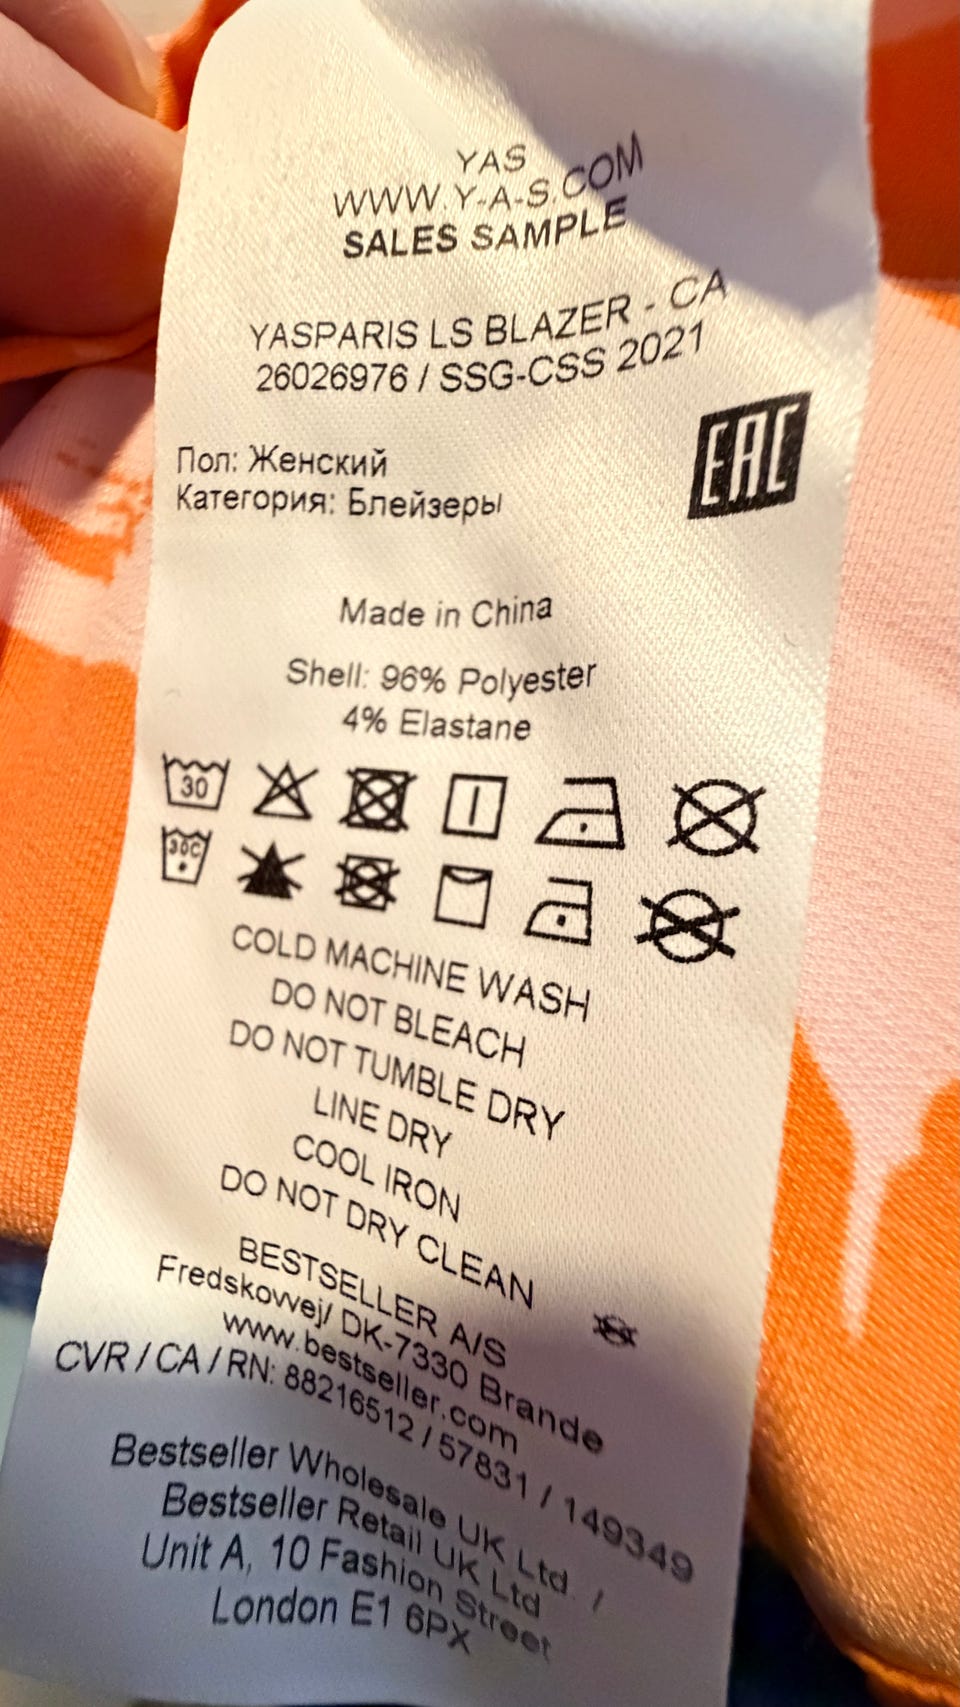 YAS
WWW.Y-A-S.COM
SALES SAMPLE
YASPARIS LS BLAZER - CA
26026976 / SSG-CSS 2021
EAC
Пол: Женский
Категория: Блейзеры
Made in China
Shell: 96% Polyester
4% Elastane
30
30C
COLD MACHINE WASH
DO NOT BLEACH
DO NOT TUMBLE DRY
LINE DRY
COOL IRON
DO NOT DRY CLEAN
BESTSELLER A/S
Fredskovvej/ DK-7330 Brande
www.bestseller.com
CVR / CA / RN: 88216512 / 57831 / 149349
Bestseller Wholesale UK Ltd. /
Bestseller Retail UK Ltd
Unit A, 10 Fashion Street
London E1 6PX